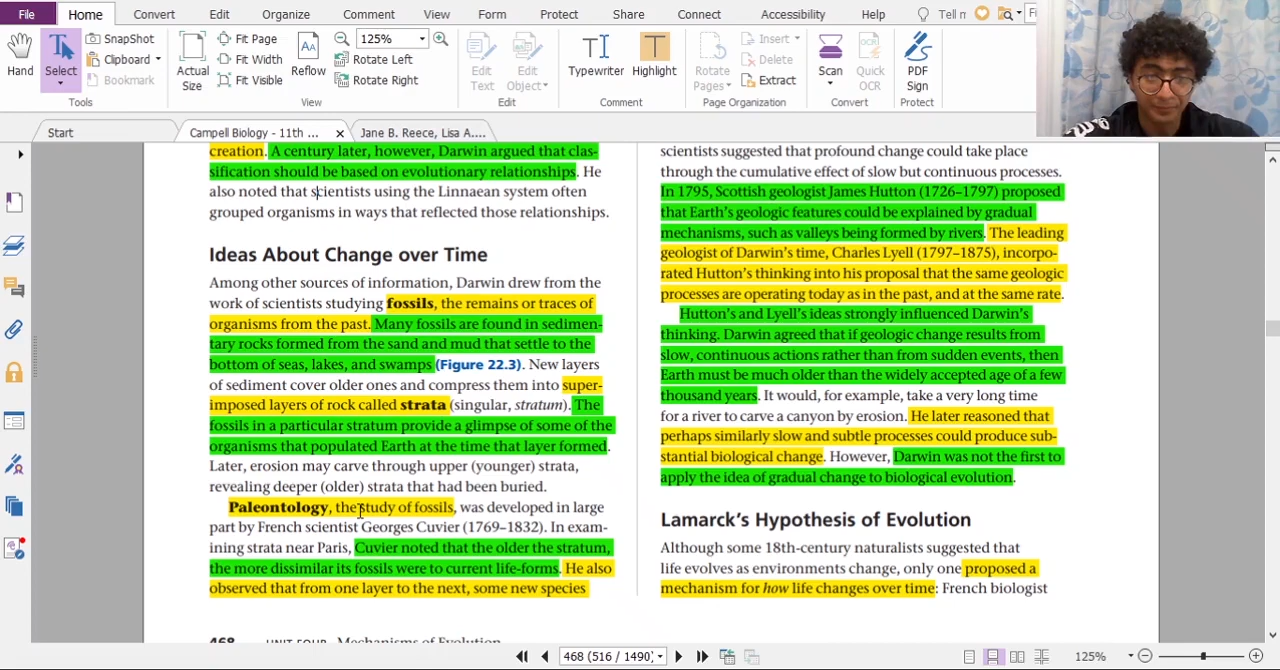 File Home Convert Edit Organize Comment View Form Protect Share Connect Accessibility Help Tell m
Hand
Select
SnapShot
Clipboard
Bookmark
Tools
Actual Size
Fit Page
Fit Width
Fit Visible
Reflow
125%
Rotate Left
Rotate Right
View
Edit Text
Edit Object
Edit
Typewriter
Highlight
Comment
Rotate Pages
Insert
Delete
Extract
Page Organization
Scan
Quick OCR
Convert
PDF Sign
Protect
Start
Campell Biology - 11th ...
Jane B. Reece, Lisa A....
creation. A century later, however, Darwin argued that clas-
sification should be based on evolutionary relationships. He
also noted that scientists using the Linnaean system often
grouped organisms in ways that reflected those relationships.
Ideas About Change over Time
Among other sources of information, Darwin drew from the
work of scientists studying fossils, the remains or traces of
organisms from the past. Many fossils are found in sedimen-
tary rocks formed from the sand and mud that settle to the
bottom of seas, lakes, and swamps (Figure 22.3). New layers
of sediment cover older ones and compress them into super-
imposed layers of rock called strata (singular, stratum). The
fossils in a particular stratum provide a glimpse of some of the
organisms that populated Earth at the time that layer formed.
Later, erosion may carve through upper (younger) strata,
revealing deeper (older) strata that had been buried.
Paleontology, the study of fossils, was developed in large
part by French scientist Georges Cuvier (1769–1832). In exam-
ining strata near Paris, Cuvier noted that the older the stratum,
the more dissimilar its fossils were to current life-forms. He also
observed that from one layer to the next, some new species
468 UNIT FOUR Mechanisms of Evolution
scientists suggested that profound change could take place
through the cumulative effect of slow but continuous processes.
In 1795, Scottish geologist James Hutton (1726–1797) proposed
that Earth's geologic features could be explained by gradual
mechanisms, such as valleys being formed by rivers. The leading
geologist of Darwin's time, Charles Lyell (1797–1875), incorpo-
rated Hutton's thinking into his proposal that the same geologic
processes are operating today as in the past, and at the same rate.
Hutton's and Lyell's ideas strongly influenced Darwin's
thinking. Darwin agreed that if geologic change results from
slow, continuous actions rather than from sudden events, then
Earth must be much older than the widely accepted age of a few
thousand years. It would, for example, take a very long time
for a river to carve a canyon by erosion. He later reasoned that
perhaps similarly slow and subtle processes could produce sub-
stantial biological change. However, Darwin was not the first to
apply the idea of gradual change to biological evolution.
Lamarck's Hypothesis of Evolution
Although some 18th-century naturalists suggested that
life evolves as environments change, only one proposed a
mechanism for how life changes over time: French biologist
468 (516 / 1490)
125%